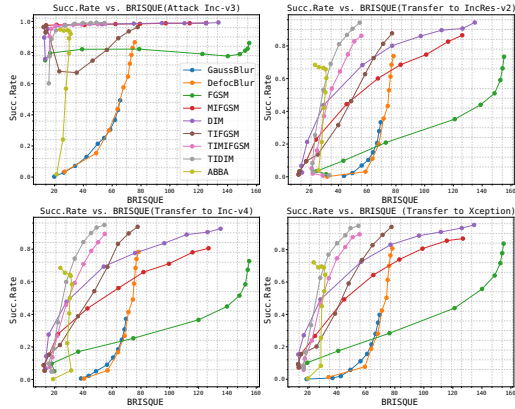 Succ.Rate vs. BRISQUE(Attack Inc-v3)
Succ.Rate
1.0
0.8
0.6
0.4
0.2
0.0
GaussBlur
DefocBlur
FGSM
MIFGSM
DIM
TIFGSM
TIMIFGSM
TIDIM
ABBA
20 40 60 80 100 120 140 160
BRISQUE
Succ.Rate vs. BRISQUE(Transfer to IncRes-v2)
Succ.Rate
0.8
0.6
0.4
0.2
0.0
20 40 60 80 100 120 140 160
BRISQUE
Succ.Rate vs. BRISQUE(Transfer to Inc-v4)
Succ.Rate
0.8
0.6
0.4
0.2
0.0
20 40 60 80 100 120 140 160
BRISQUE
Succ.Rate vs. BRISQUE(Transfer to Xception)
Succ.Rate
0.8
0.6
0.4
0.2
0.0
20 40 60 80 100 120 140 160
BRISQUE